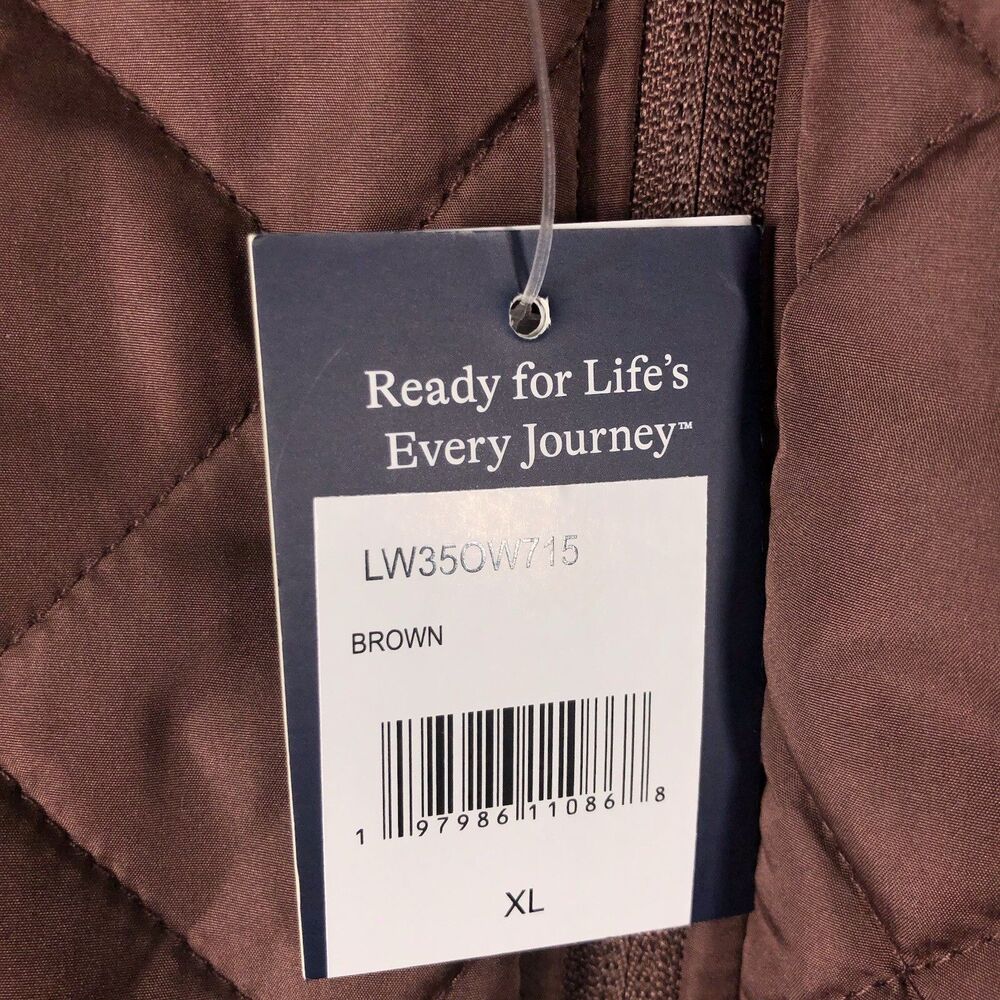 Ready for Life's
Every Journey™
LW35OW715
BROWN
1 97986 11086 8
XL